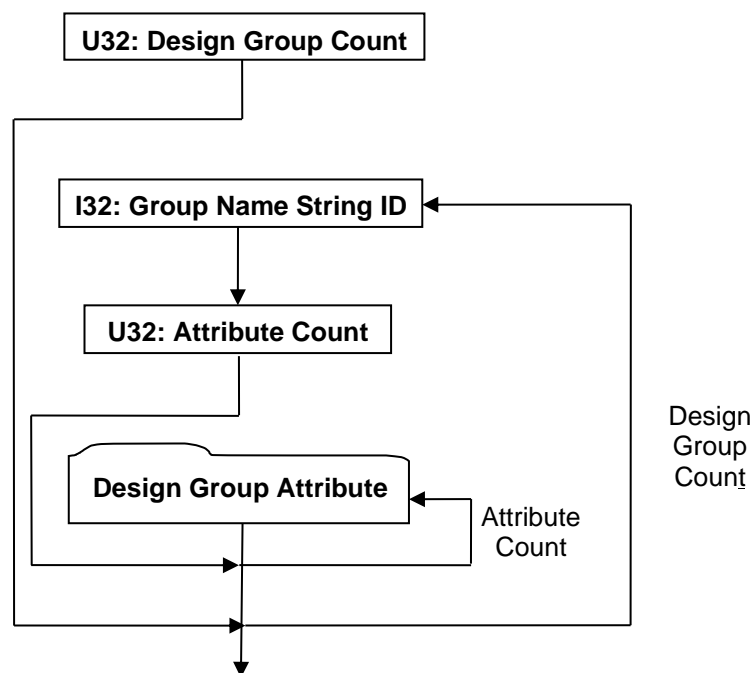 U32: Design Group Count
I32: Group Name String ID
U32: Attribute Count
Design Group Attribute
Attribute
Count
Design
Group
Count